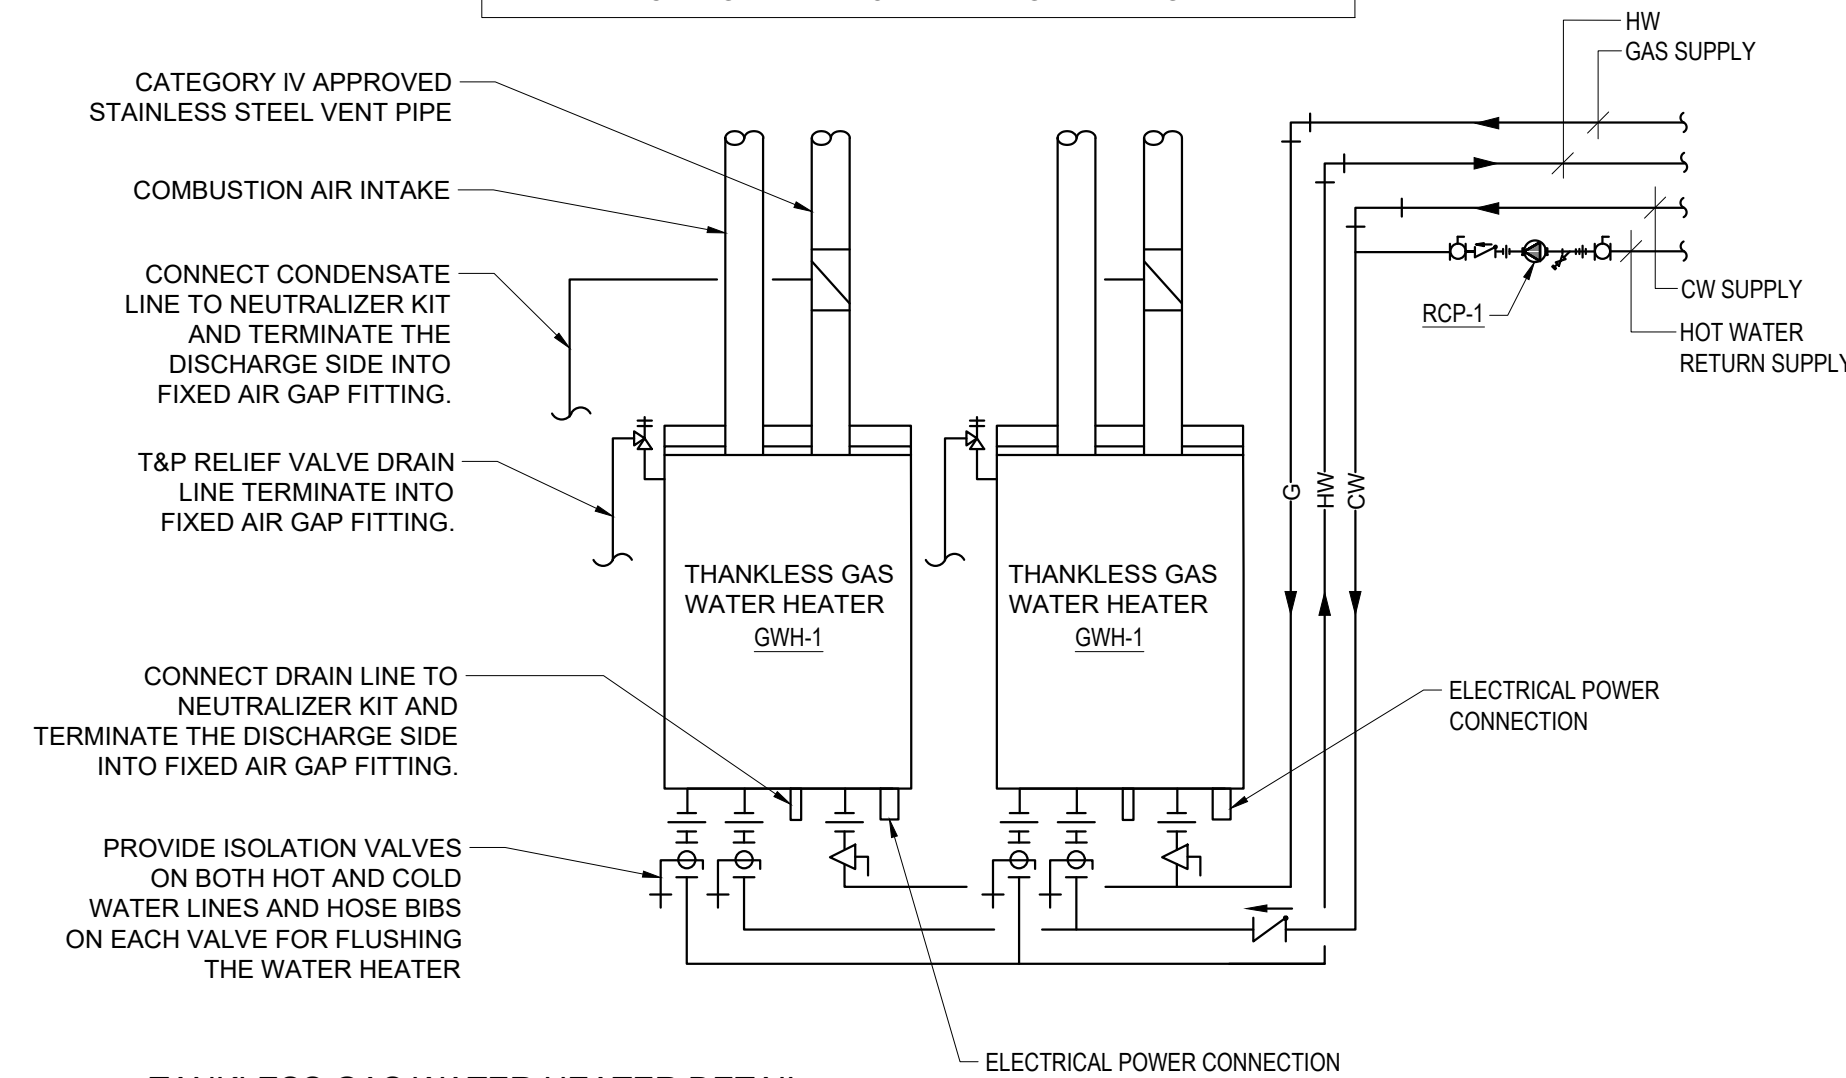 HW
GAS SUPPLY
CATEGORY IV APPROVED
STAINLESS STEEL VENT PIPE
COMBUSTION AIR INTAKE
CONNECT CONDENSATE
LINE TO NEUTRALIZER KIT
AND TERMINATE THE
DISCHARGE SIDE INTO
FIXED AIR GAP FITTING.
CW SUPPLY
RCP-1
HOT WATER
RETURN SUPPLY
T&P RELIEF VALVE DRAIN
LINE TERMINATE INTO
FIXED AIR GAP FITTING.
G
HW
CW
THANKLESS GAS
WATER HEATER
GWH-1
THANKLESS GAS
WATER HEATER
GWH-1
CONNECT DRAIN LINE TO
NEUTRALIZER KIT AND
TERMINATE THE DISCHARGE SIDE
INTO FIXED AIR GAP FITTING.
ELECTRICAL POWER
CONNECTION
PROVIDE ISOLATION VALVES
ON BOTH HOT AND COLD
WATER LINES AND HOSE BIBS
ON EACH VALVE FOR FLUSHING
THE WATER HEATER
ELECTRICAL POWER CONNECTION
TANKLESS GAS WATER HEATER DETAIL